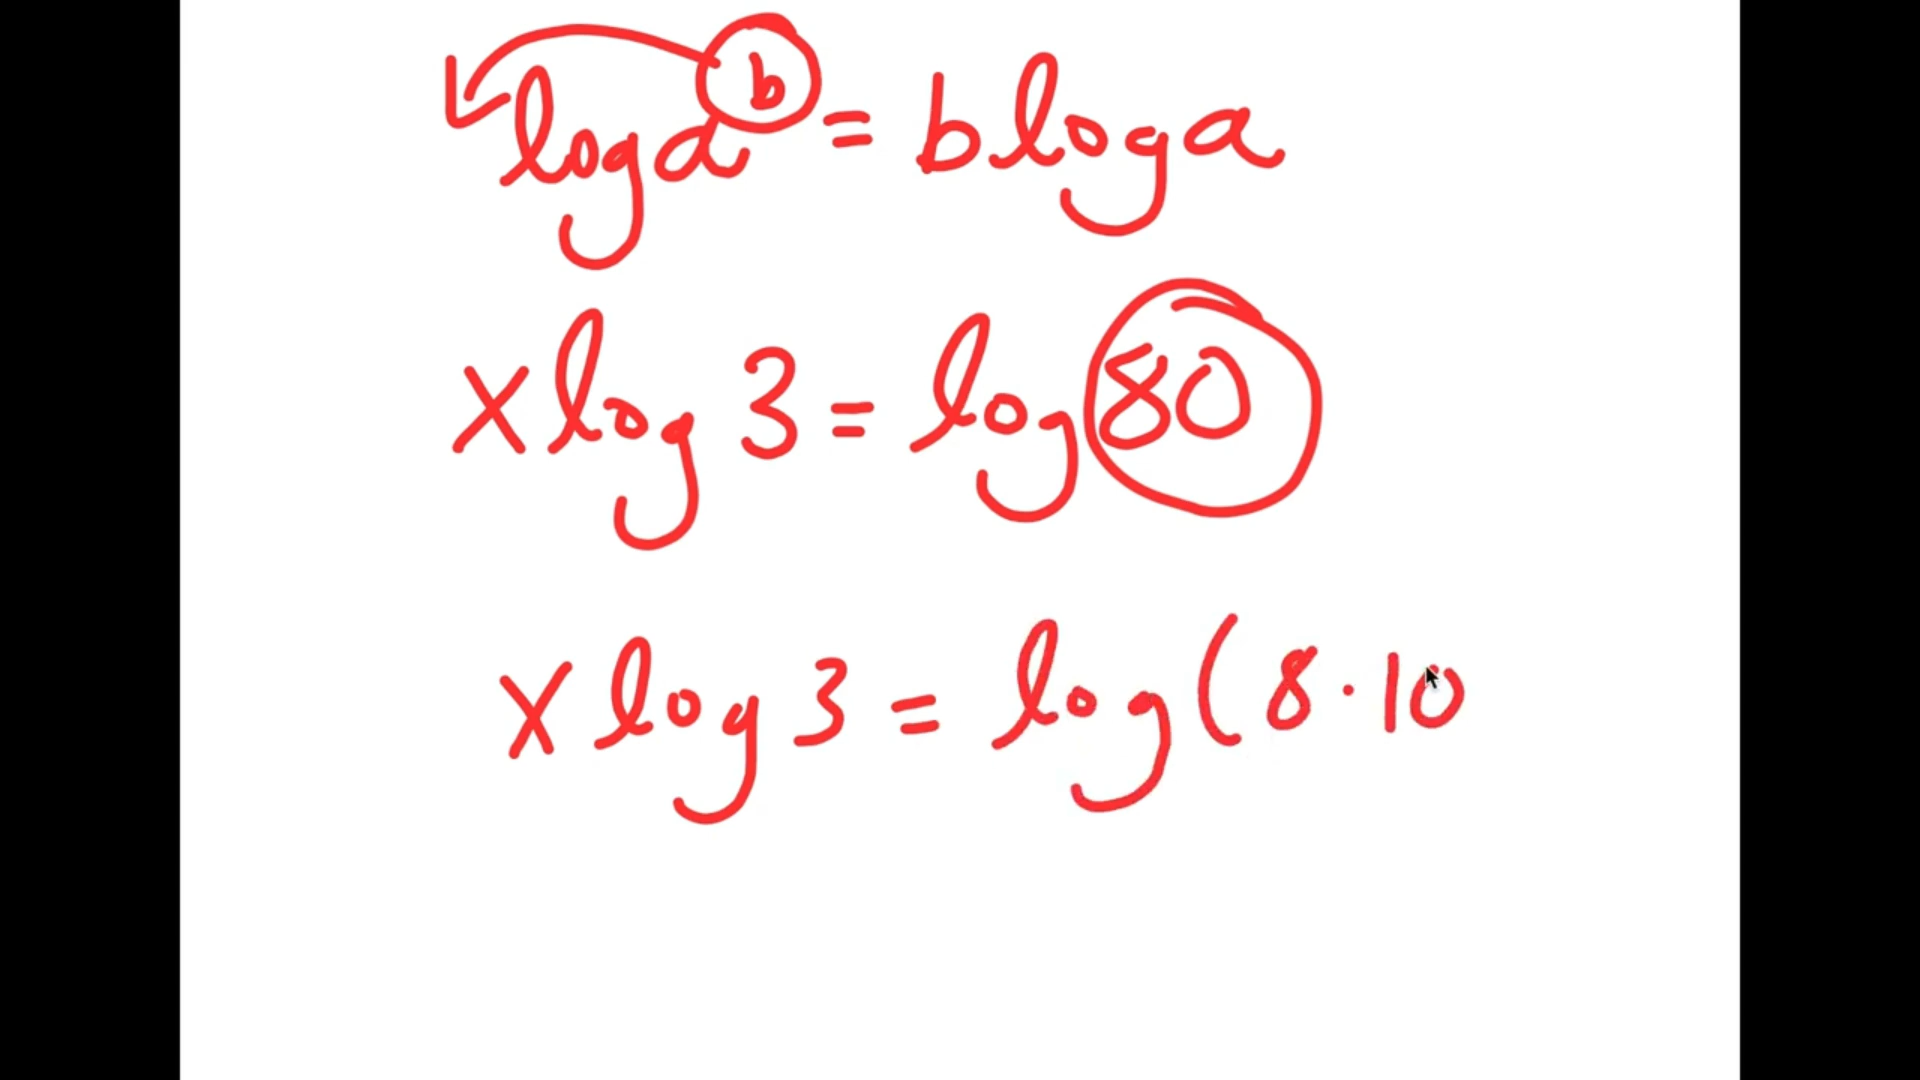 log a^b = b log a
x log 3 = log 80
x log 3 = log (8 · 10